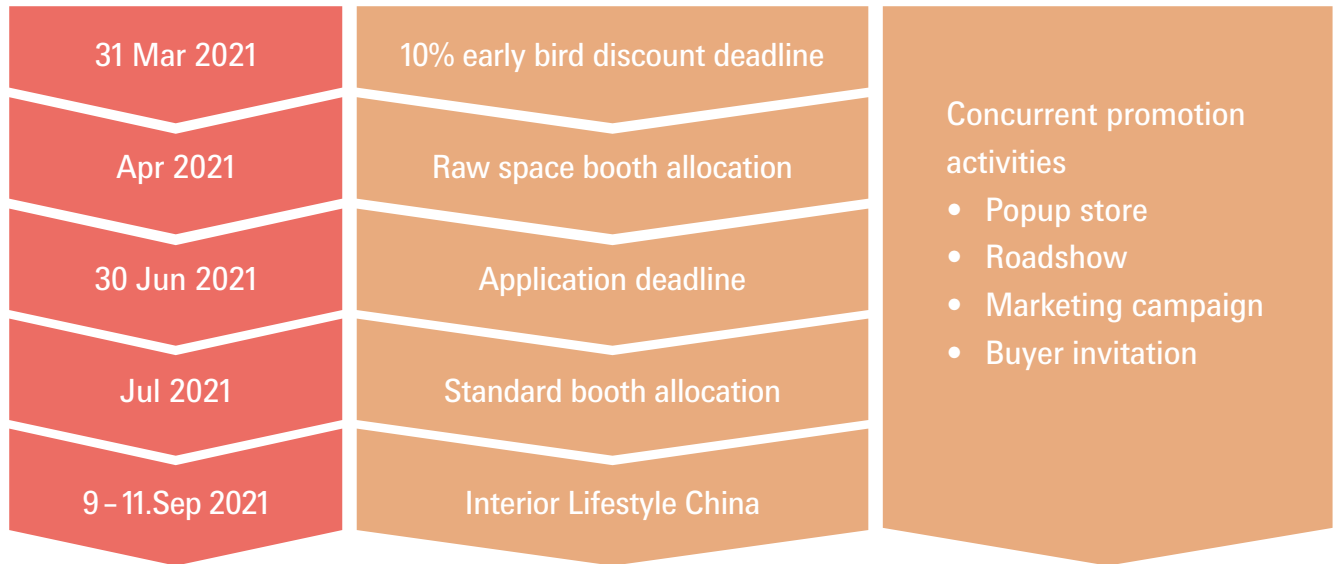 31 Mar 2021
10% early bird discount deadline
Apr 2021
Raw space booth allocation
30 Jun 2021
Application deadline
Jul 2021
Standard booth allocation
9–11.Sep 2021
Interior Lifestyle China
Concurrent promotion
activities
• Popup store
• Roadshow
• Marketing campaign
• Buyer invitation